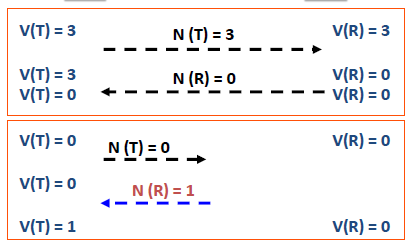 V(T) = 3 N (T) = 3 V(R) = 3
V(T) = 3 N (R) = 0 V(R) = 0
V(T) = 0 V(R) = 0
V(T) = 0 N (T) = 0 V(R) = 0
V(T) = 0 N (R) = 1
V(T) = 1 V(R) = 0